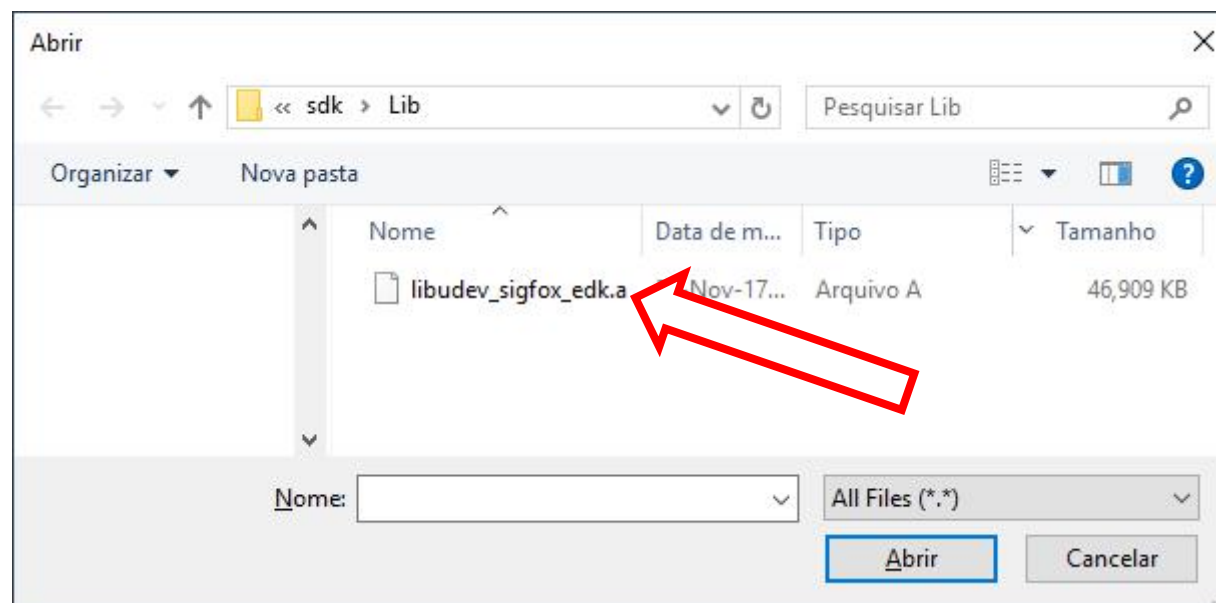 Abrir
« sdk › Lib
Pesquisar Lib
Organizar
Nova pasta
Nome Data de m... Tipo Tamanho
libudev_sigfox_edk.a Nov-17... Arquivo A 46,909 KB
Nome:
All Files (*.*)
Abrir Cancelar